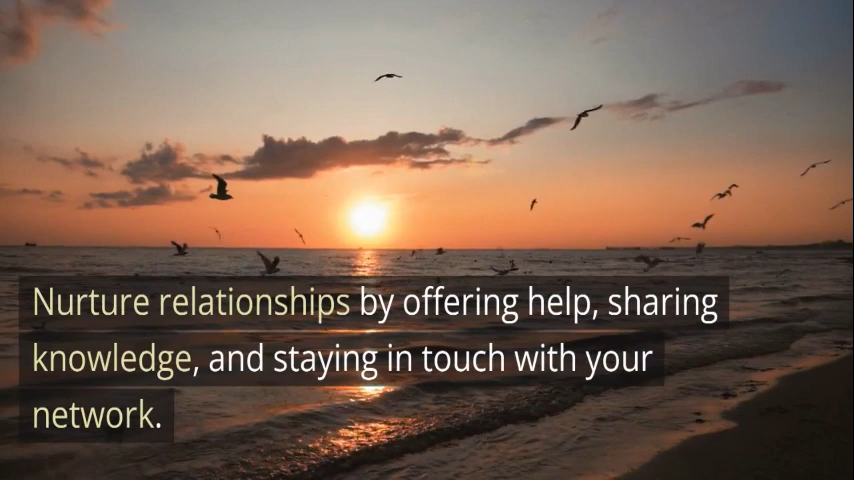 Nurture relationships by offering help, sharing
knowledge, and staying in touch with your
network.